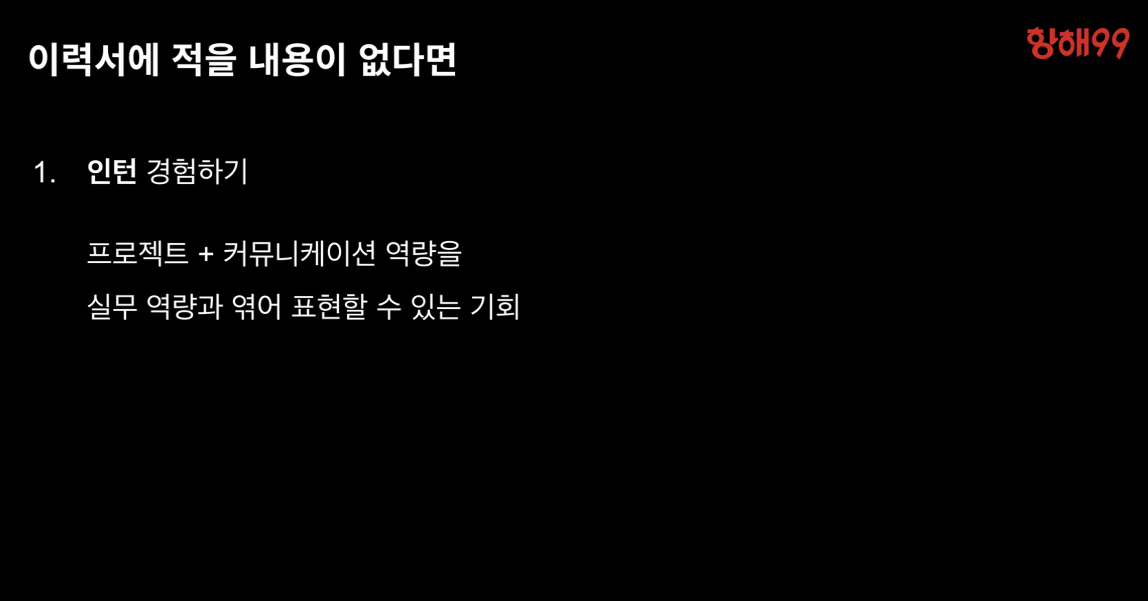 이력서에 적을 내용이 없다면
항해99
1. 인턴 경험하기
프로젝트 + 커뮤니케이션 역량을
실무 역량과 엮어 표현할 수 있는 기회